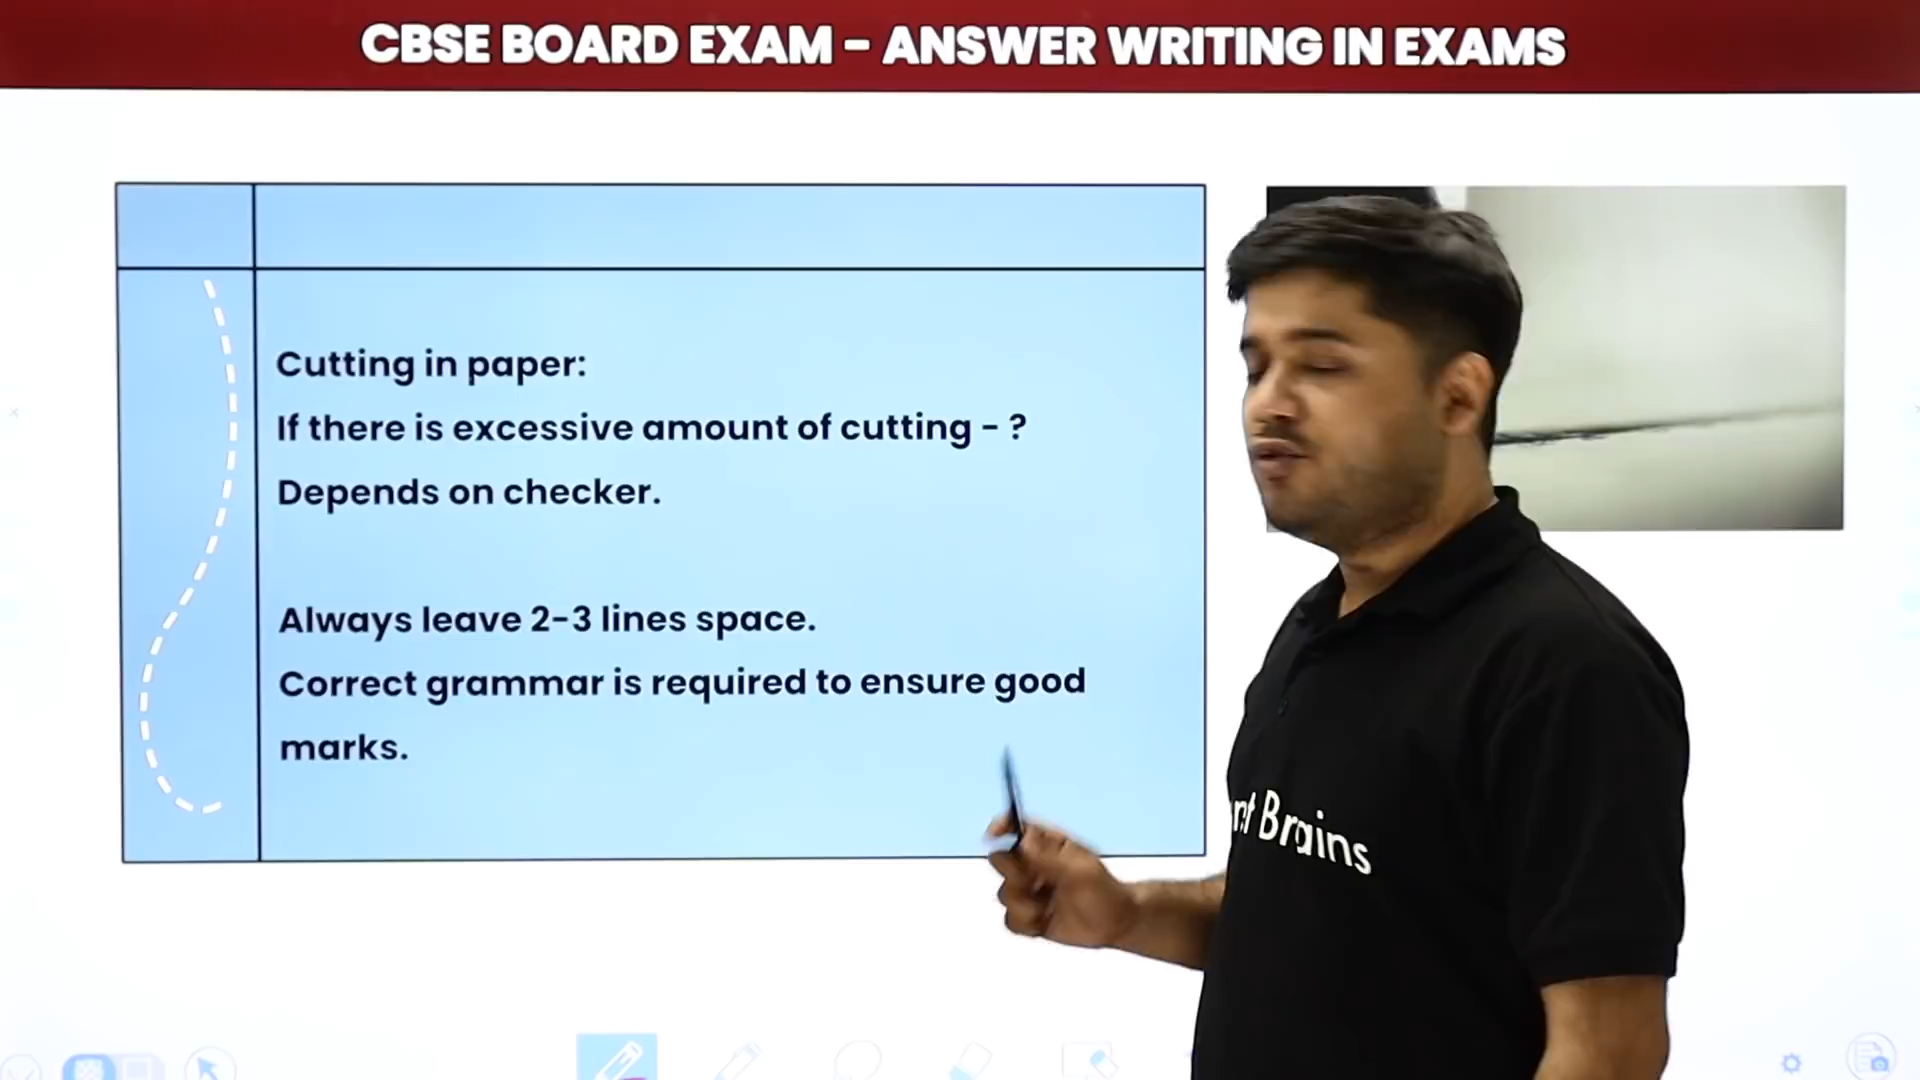 CBSE BOARD EXAM - ANSWER WRITING IN EXAMS
Cutting in paper:
If there is excessive amount of cutting - ?
Depends on checker.
Always leave 2-3 lines space.
Correct grammar is required to ensure good
marks.
Brains